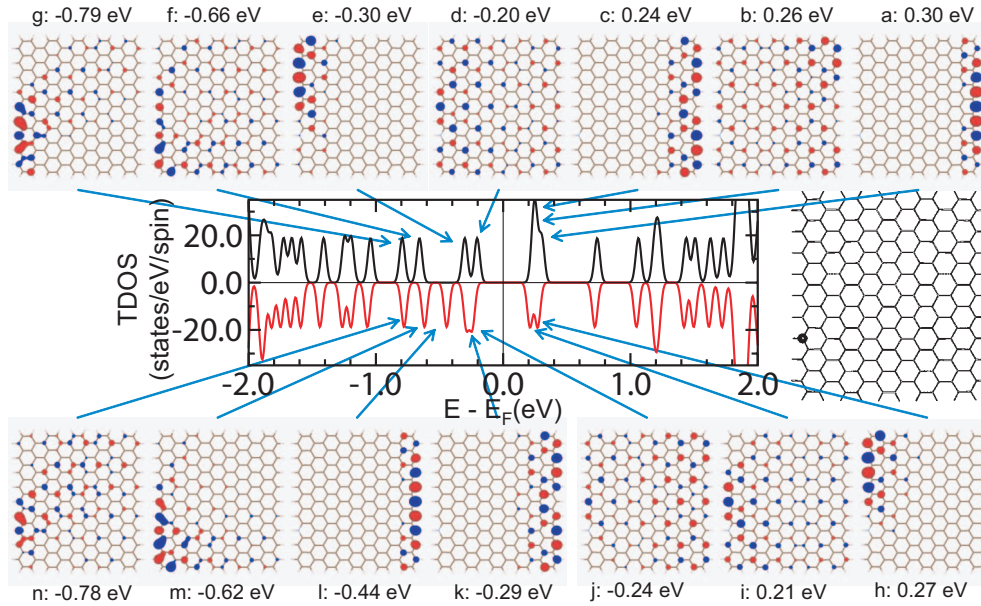 g: -0.79 eV f: -0.66 eV e: -0.30 eV d: -0.20 eV c: 0.24 eV b: 0.26 eV a: 0.30 eV
TDOS
(states/eV/spin)
20.0
0.0
-20.0
-2.0 -1.0 0.0 1.0 2.0
E - E_F(eV)
n: -0.78 eV m: -0.62 eV l: -0.44 eV k: -0.29 eV j: -0.24 eV i: 0.21 eV h: 0.27 eV